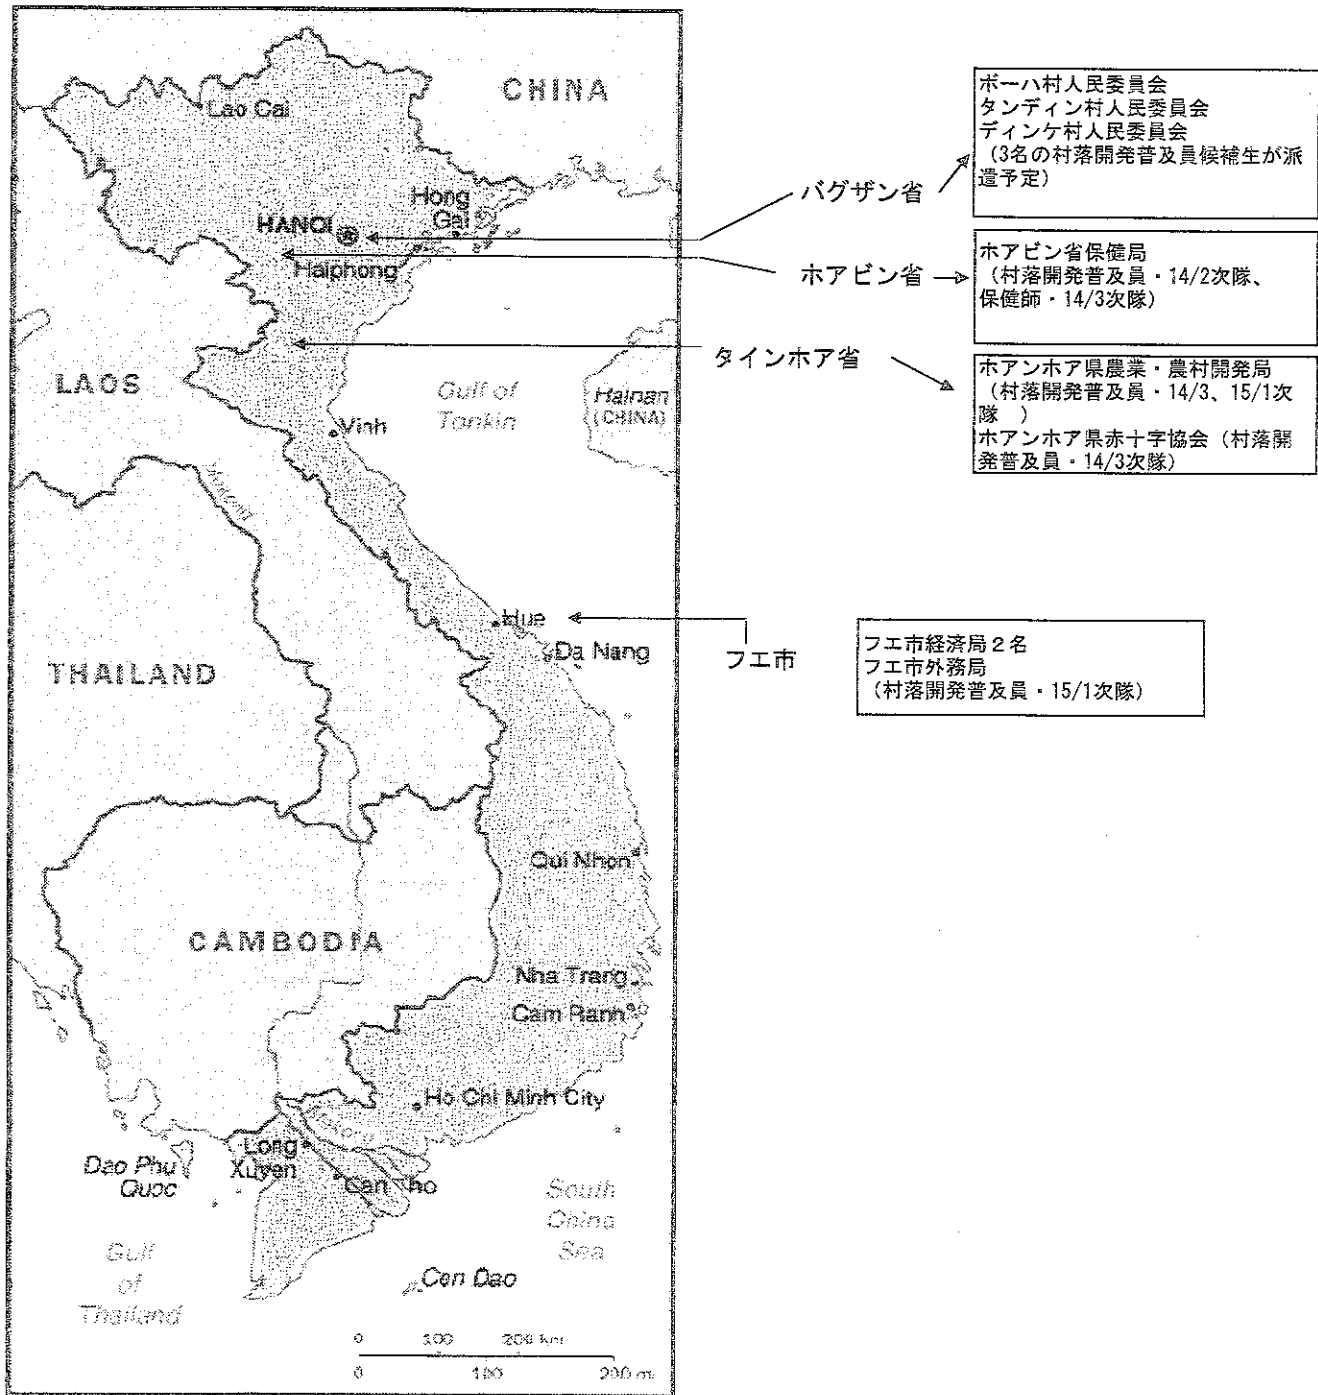 CHINA
Lao Cai
Hong
Gai
HANOI
Haiphong
LAOS
Gulf of
Tonkin
Hainan
(CHINA)
Vinh
Mekong
Hue
Da Nang
THAILAND
Qui Nhon
CAMBODIA
Nha Trang
Cam Ranh
Ho Chi Minh City
Mekong
Long
Xuyen
Can Tho
Dao Phu
Quoc
South
China
Sea
Gulf
of
Thailand
Con Dao
0 100 200 km
0 100 200 mi
バグザン省
ボーハ村人民委員会
タンディン村人民委員会
ディンケ村人民委員会
(3名の村落開発普及員候補生が派
遣予定)
ホアビン省
ホアビン省保健局
(村落開発普及員・14/2次隊、
保健師・14/3次隊)
タインホア省
ホアンホア県農業・農村開発局
(村落開発普及員・14/3、15/1次
隊 )
ホアンホア県赤十字協会(村落開
発普及員・14/3次隊)
フエ市
フエ市経済局2名
フエ市外務局
(村落開発普及員・15/1次隊)